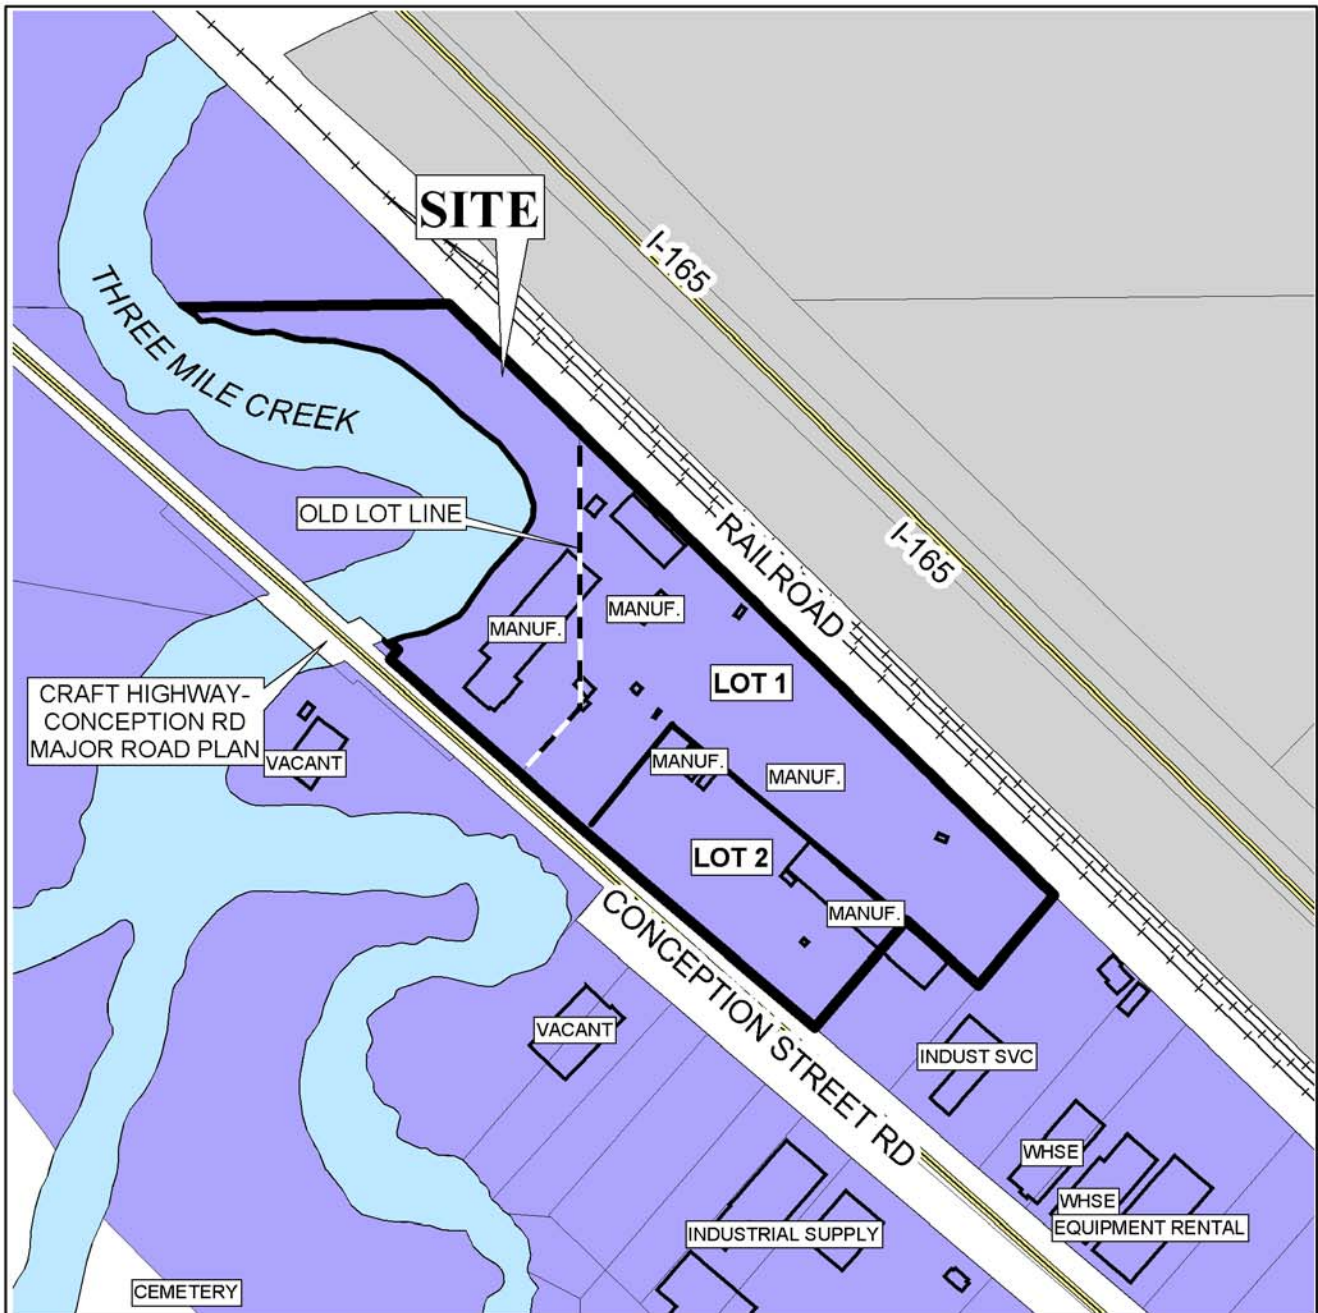 SITE
I-165
THREE MILE CREEK
OLD LOT LINE
RAILROAD
I-165
MANUF.
MANUF.
LOT 1
CRAFT HIGHWAY-
CONCEPTION RD
MAJOR ROAD PLAN
VACANT
MANUF.
MANUF.
LOT 2
MANUF.
CONCEPTION STREET RD
VACANT
INDUST SVC
WHSE
WHSE
EQUIPMENT RENTAL
INDUSTRIAL SUPPLY
CEMETERY